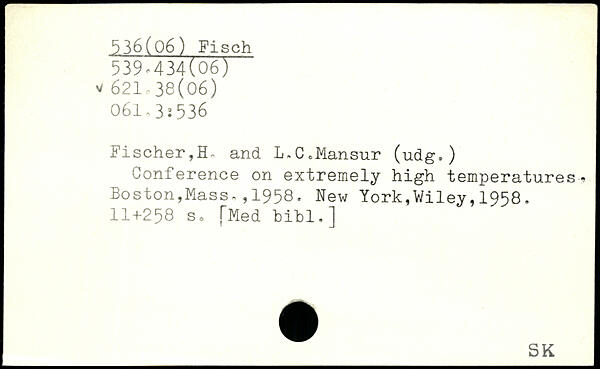 536(06) Fisch
539.434(06)
v 621.38(06)
061.3:536
Fischer,H. and L.C.Mansur (udg.)
Conference on extremely high temperatures.
Boston,Mass.,1958. New York,Wiley,1958.
11+258 s. [Med bibl.]
SK